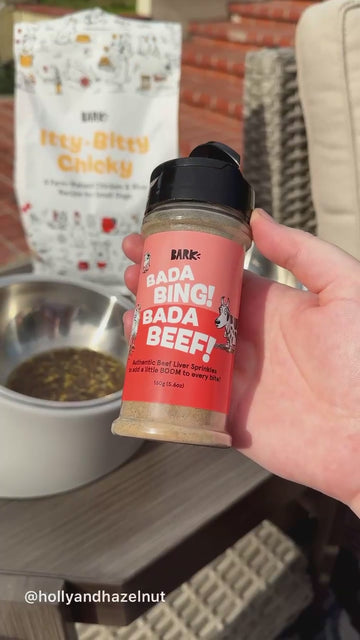 BARK
Itty-Bitty
Chicky
BARK
BADA
BING!
BADA
BEEF!
Authentic Beef Liver Sprinkles
to add a little BOOM to every bite!
160g (5.6oz)
@hollyandhazelnut